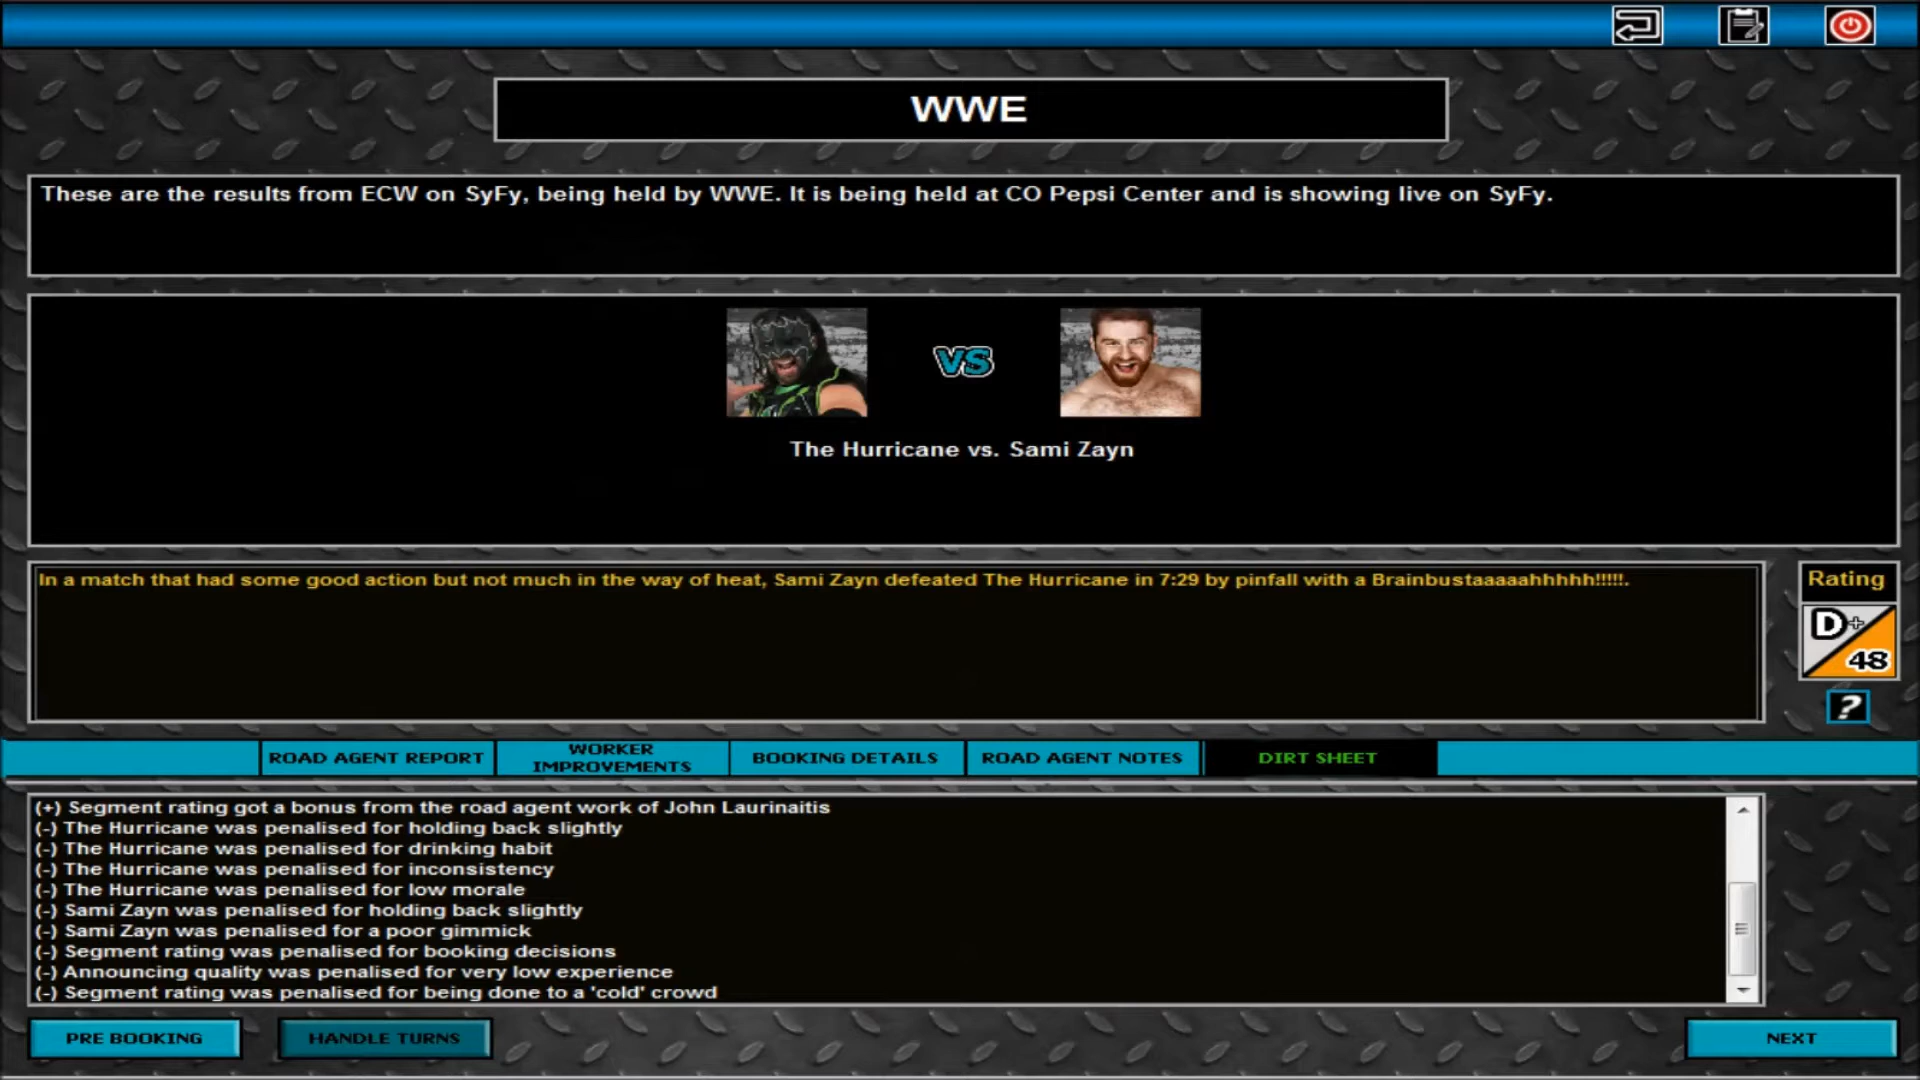 WWE
These are the results from ECW on SyFy, being held by WWE. It is being held at CO Pepsi Center and is showing live on SyFy.
VS
The Hurricane vs. Sami Zayn
In a match that had some good action but not much in the way of heat, Sami Zayn defeated The Hurricane in 7:29 by pinfall with a Brainbustaaaaahhhhh!!!!!.
Rating
D+
48
?
ROAD AGENT REPORT
WORKER IMPROVEMENTS
BOOKING DETAILS
ROAD AGENT NOTES
DIRT SHEET
(+) Segment rating got a bonus from the road agent work of John Laurinaitis
(-) The Hurricane was penalised for holding back slightly
(-) The Hurricane was penalised for drinking habit
(-) The Hurricane was penalised for inconsistency
(-) The Hurricane was penalised for low morale
(-) Sami Zayn was penalised for holding back slightly
(-) Sami Zayn was penalised for a poor gimmick
(-) Segment rating was penalised for booking decisions
(-) Announcing quality was penalised for very low experience
(-) Segment rating was penalised for being done to a 'cold' crowd
PRE BOOKING
HANDLE TURNS
NEXT